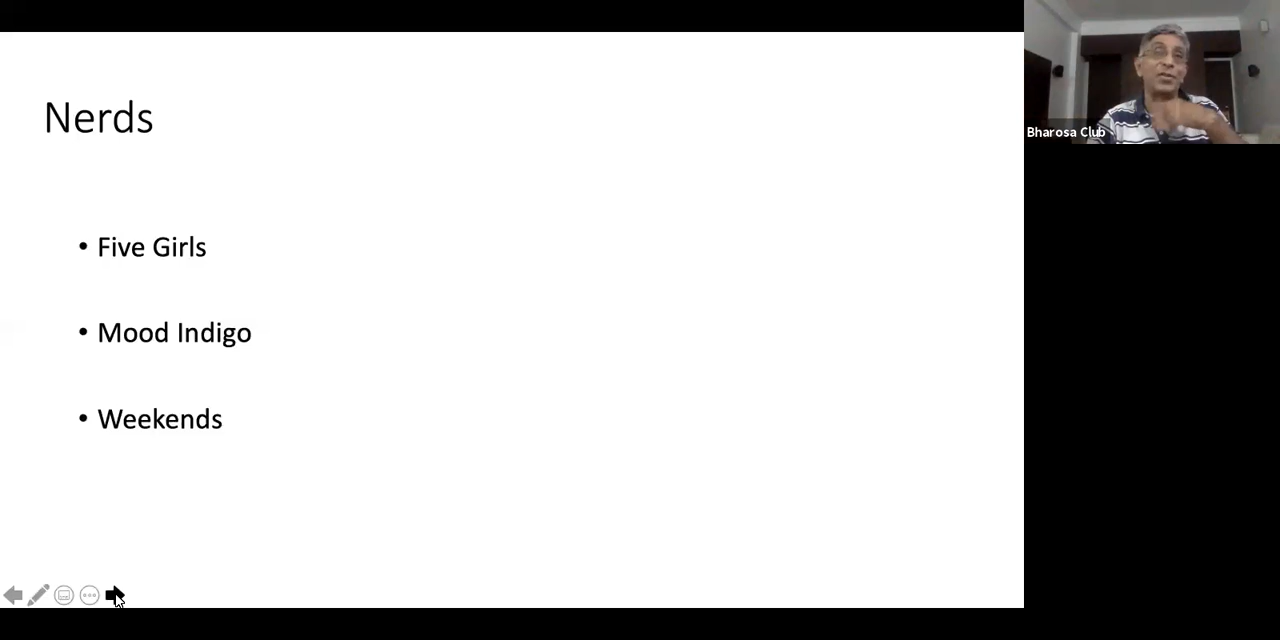 Nerds
• Five Girls
• Mood Indigo
• Weekends
Bharosa Club